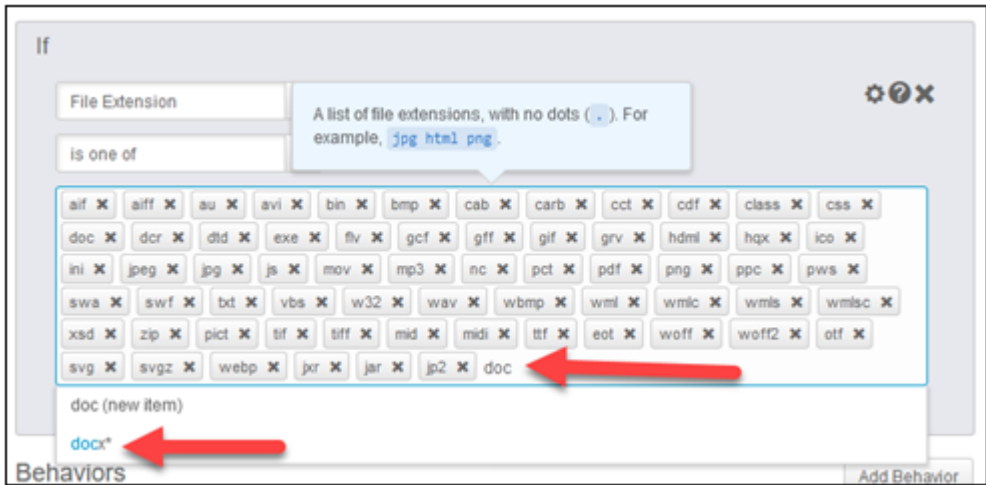 If
File Extension
A list of file extensions, with no dots ( . ). For
example, jpg html png.
is one of
aif ✖ aiff ✖ au ✖ avi ✖ bin ✖ bmp ✖ cab ✖ carb ✖ cct ✖ cdf ✖ class ✖ css ✖
doc ✖ dcr ✖ dtd ✖ exe ✖ flv ✖ gcf ✖ gff ✖ gif ✖ grv ✖ hdml ✖ hqx ✖ ico ✖
ini ✖ jpeg ✖ jpg ✖ js ✖ mov ✖ mp3 ✖ nc ✖ pct ✖ pdf ✖ png ✖ ppc ✖ pws ✖
swa ✖ swf ✖ txt ✖ vbs ✖ w32 ✖ wav ✖ wbmp ✖ wml ✖ wmlc ✖ wmls ✖ wmlsc ✖
xsd ✖ zip ✖ pict ✖ tif ✖ tiff ✖ mid ✖ midi ✖ ttf ✖ eot ✖ woff ✖ woff2 ✖ otf ✖
svg ✖ svgz ✖ webp ✖ jxr ✖ jar ✖ jp2 ✖ doc
doc (new item)
docx*
Behaviors
Add Behavior